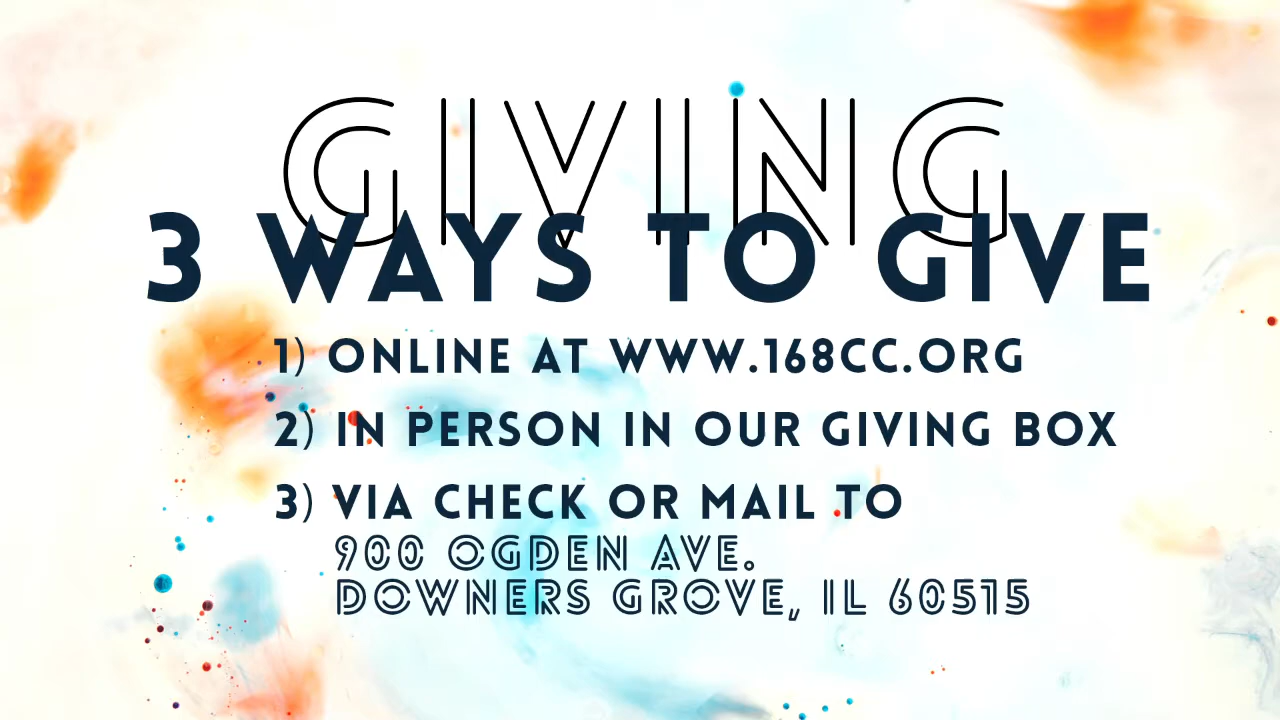 GIVING
3 WAYS TO GIVE
1) ONLINE AT WWW.168CC.ORG
2) IN PERSON IN OUR GIVING BOX
3) VIA CHECK OR MAIL TO
900 OGDEN AVE.
DOWNERS GROVE, IL 60515